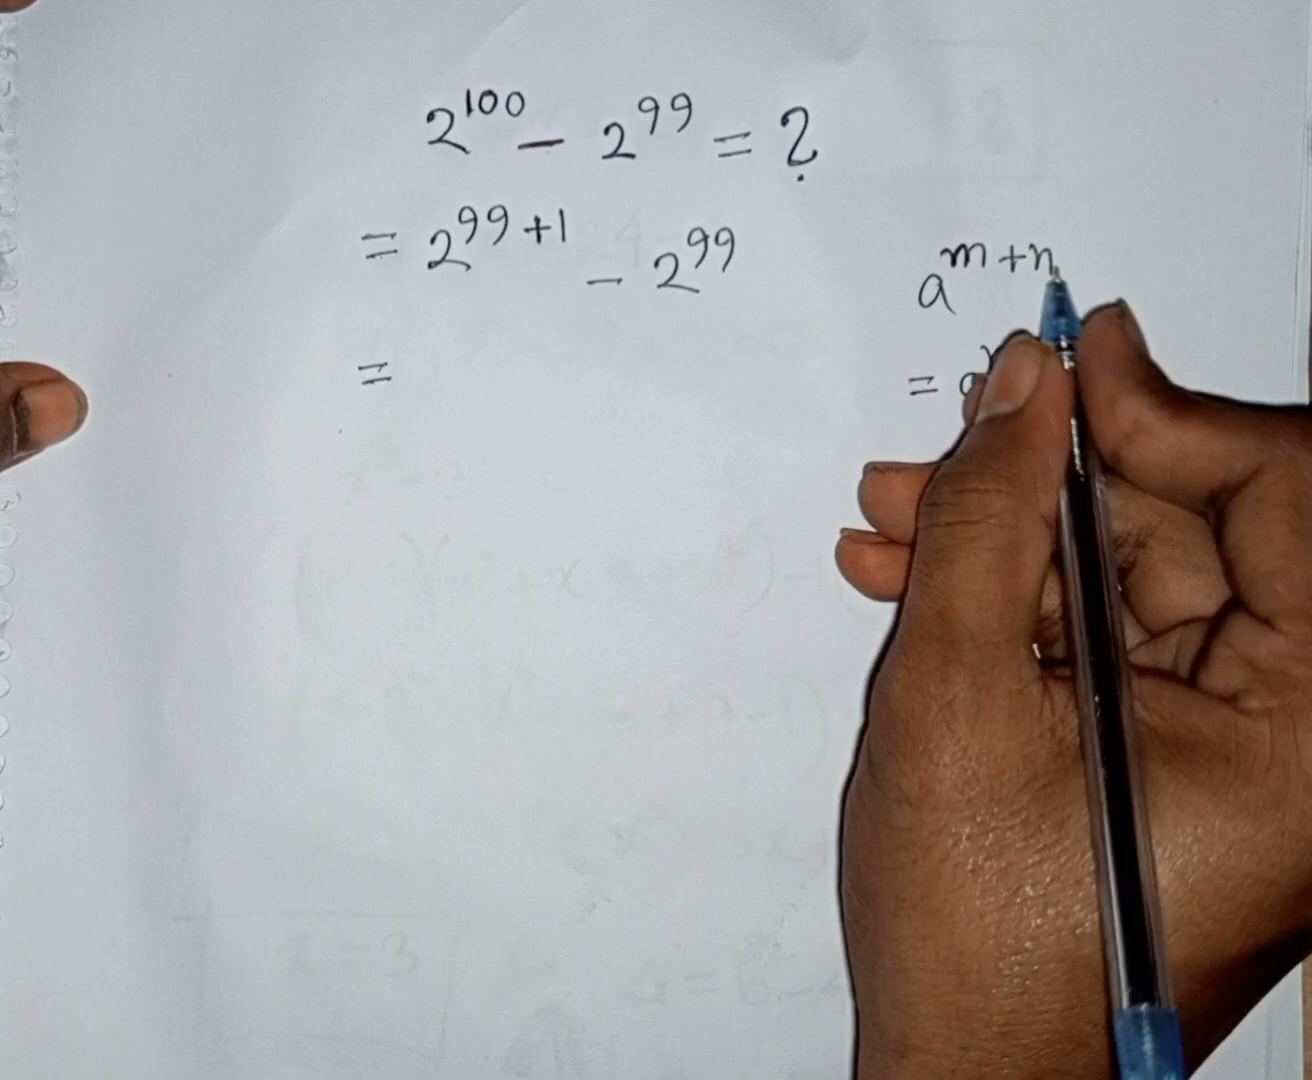 2^100 - 2^99 = ?
= 2^99+1 - 2^99
=
a^m+n
= a